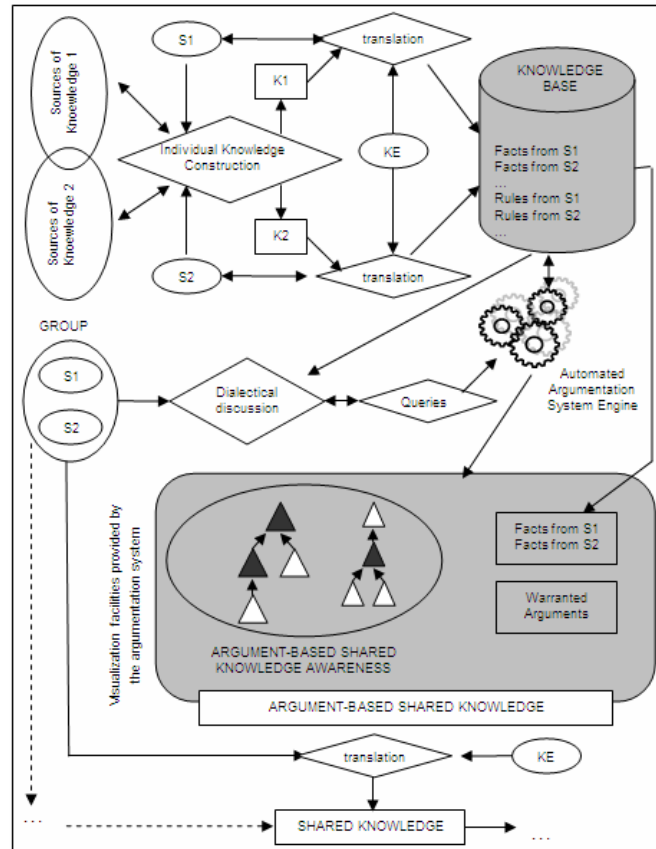 S1
translation
Sources of
Knoewledge 1
K1
KNOWLEDGE
BASE
Individual Knowledge
Construction
KE
Facts from S1
Facts from S2
...
Rules from S1
Rules from S2
...
Sources of
Knoewledge 2
K2
S2
translation
GROUP
S1
S2
Dialectical
discussion
Queries
Automated
Argumentation
System Engine
Visualization facilities provided by
the argumentation system
Facts from S1
Facts from S2
Warranted
Arguments
ARGUMENT-BASED SHARED
KNOWLEDGE AWARENESS
ARGUMENT-BASED SHARED KNOWLEDGE
translation
KE
...
SHARED KNOWLEDGE
...